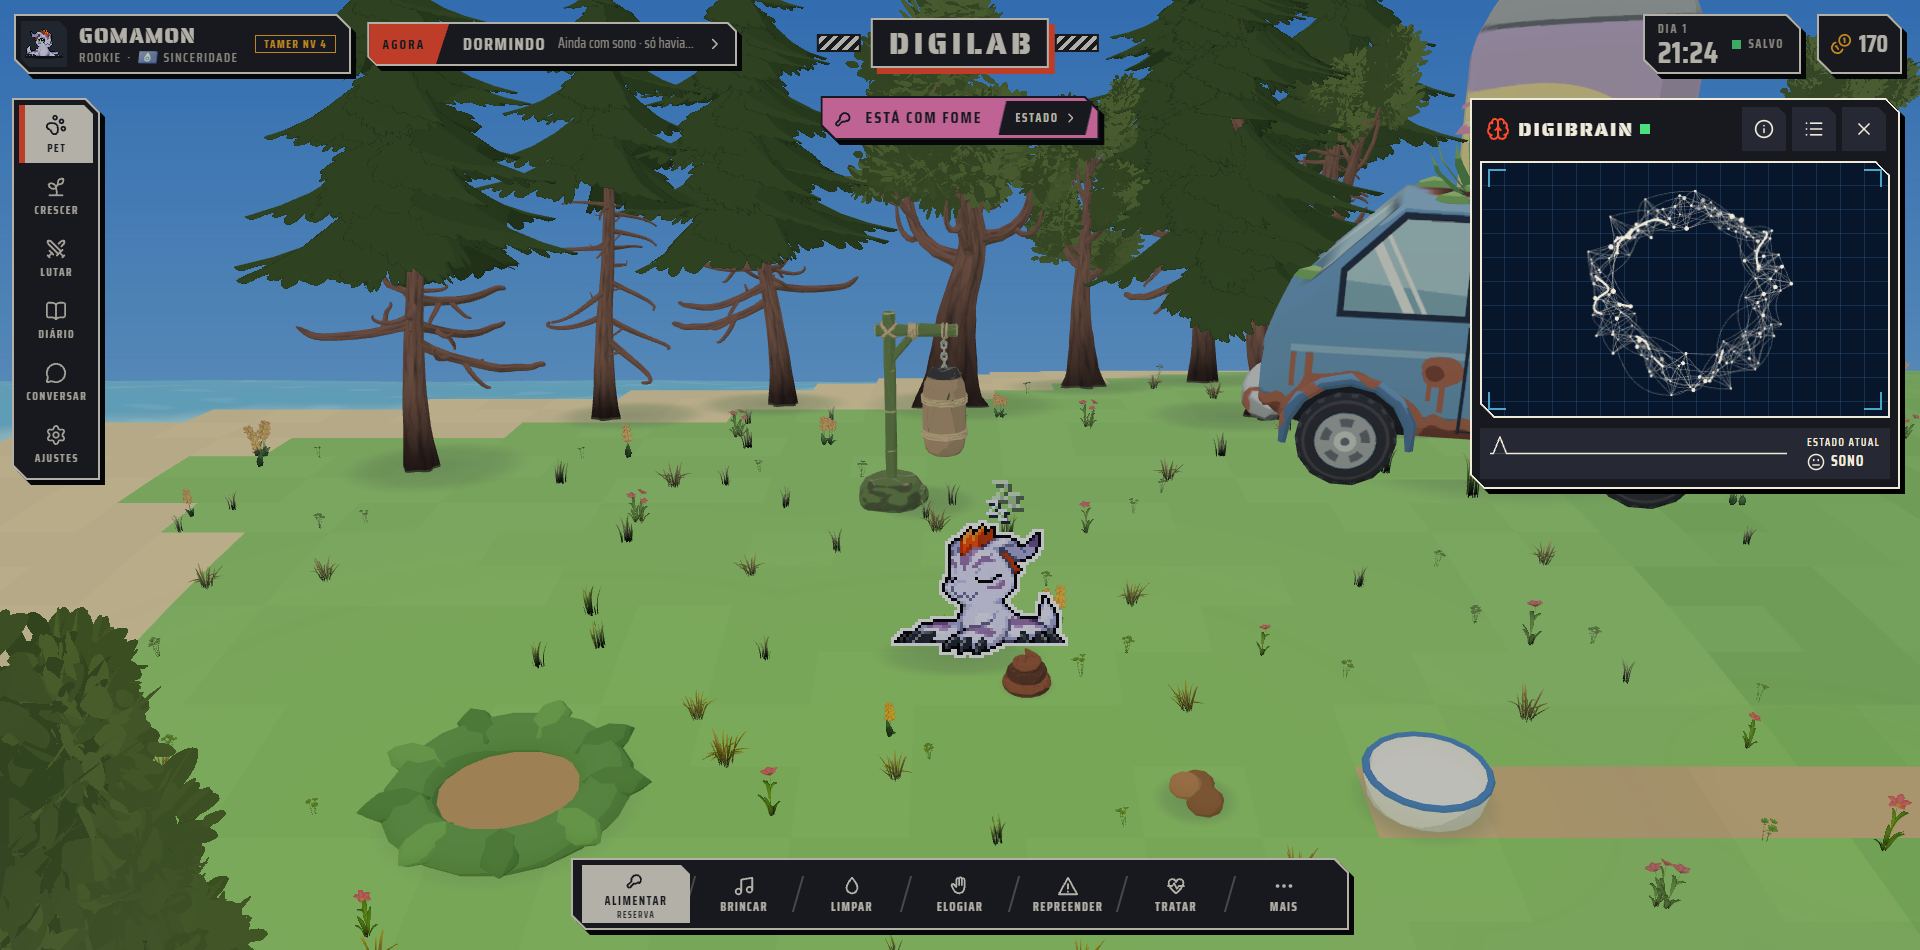 GOMAMON
ROOKIE · SINCERIDADE
TAMER NV 4
AGORA
DORMINDO
Ainda com sono · só havia...
DIGILAB
DIA 1
21:24
SALVO
170
ESTÁ COM FOME
ESTADO
PET
CRESCER
LUTAR
DIÁRIO
CONVERSAR
AJUSTES
DIGIBRAIN
ESTADO ATUAL
SONO
ALIMENTAR
RESERVA
BRINCAR
LIMPAR
ELOGIAR
REPREENDER
TRATAR
MAIS